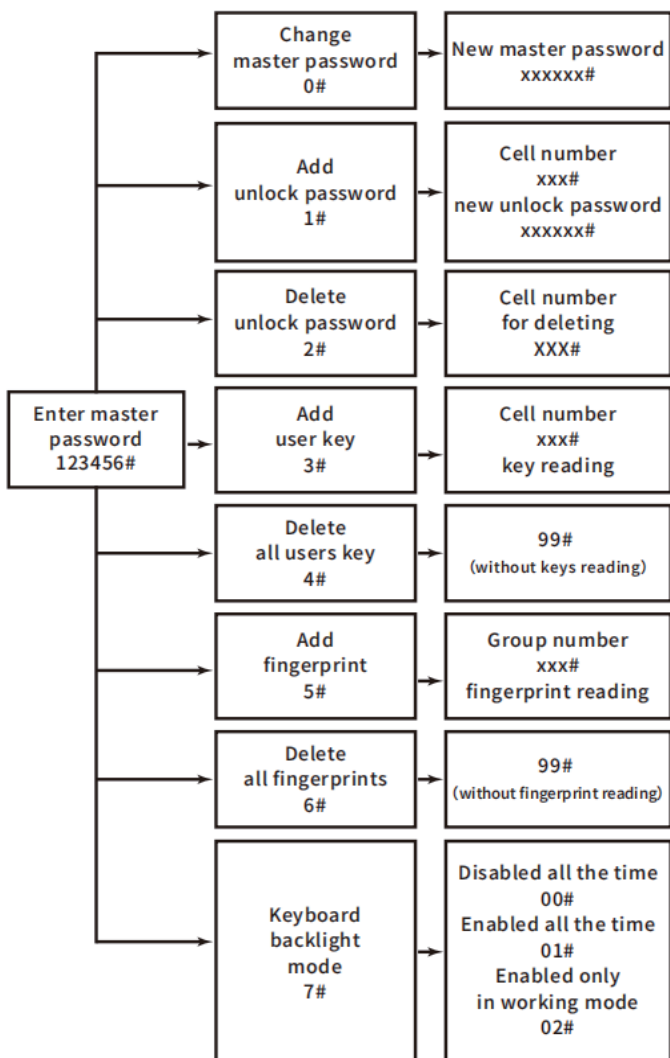 Change
master password
0#
New master password
xxxxxx#
Add
unlock password
1#
Cell number
xxx#
new unlock password
xxxxxx#
Delete
unlock password
2#
Cell number
for deleting
XXX#
Enter master
password
123456#
Add
user key
3#
Cell number
xxx#
key reading
Delete
all users key
4#
99#
(without keys reading)
Add
fingerprint
5#
Group number
xxx#
fingerprint reading
Delete
all fingerprints
6#
99#
(without fingerprint reading)
Keyboard
backlight
mode
7#
Disabled all the time
00#
Enabled all the time
01#
Enabled only
in working mode
02#